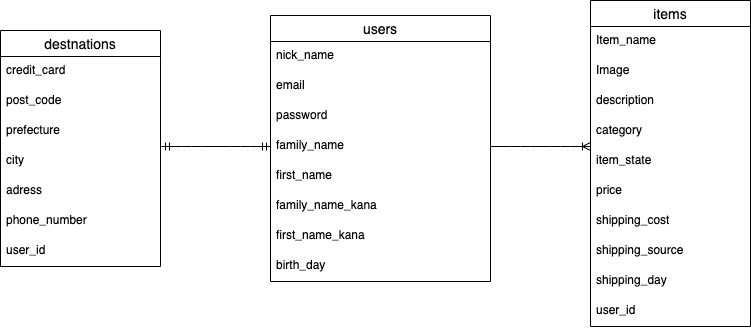 destnations
credit_card
post_code
prefecture
city
adress
phone_number
user_id
users
nick_name
email
password
family_name
first_name
family_name_kana
first_name_kana
birth_day
items
Item_name
Image
description
category
item_state
price
shipping_cost
shipping_source
shipping_day
user_id